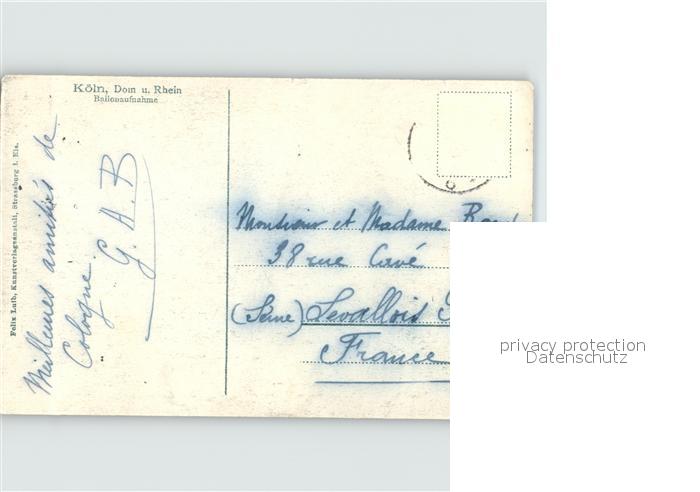 Köln, Dom u. Rhein
Ballonaufnahme
Felix Luib, Kunstverlagsanstalt, Strassburg i. Els.
Meilleures amitiés de
Cologne.
G. A. B
Monsieur et Madame
38 rue Cavé
(Seine) Levallois
France
privacy protection
Datenschutz